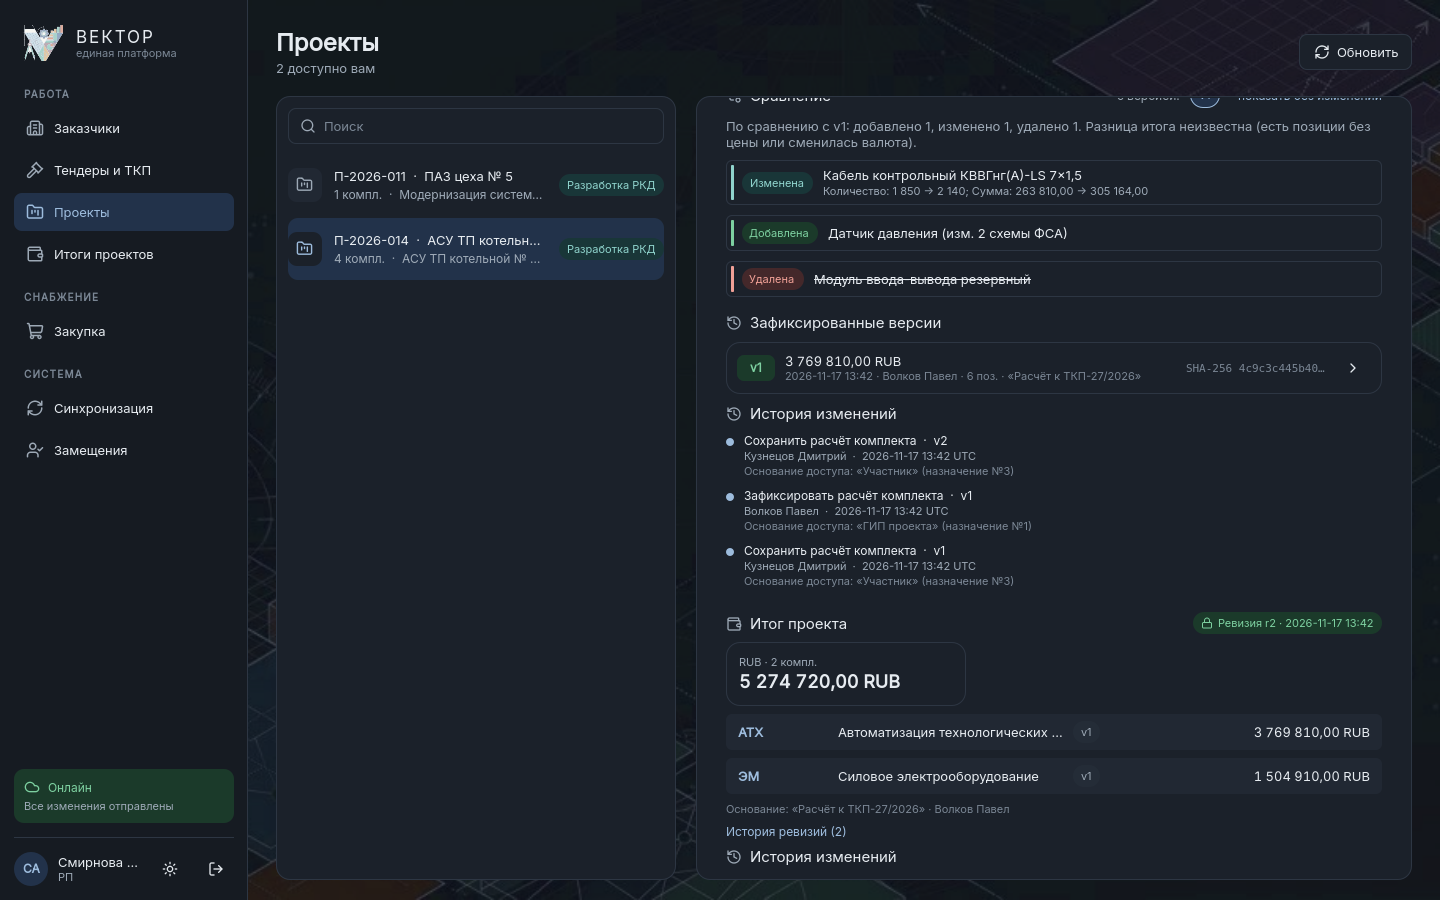 ВЕКТОР
единая платформа
РАБОТА
Заказчики
Тендеры и ТКП
Проекты
Итоги проектов
СНАБЖЕНИЕ
Закупка
СИСТЕМА
Синхронизация
Замещения
Онлайн
Все изменения отправлены
СА
Смирнова ...
РП
Проекты
2 доступно вам
Обновить
Поиск
П-2026-011 · ПАЗ цеха № 5
1 компл. · Модернизация систем...
Разработка РКД
П-2026-014 · АСУ ТП котельн...
4 компл. · АСУ ТП котельной № ...
Разработка РКД
Сравнение
с версией:
показать без изменений
По сравнению с v1: добавлено 1, изменено 1, удалено 1. Разница итога неизвестна (есть позиции без
цены или сменилась валюта).
Изменена
Кабель контрольный КВВГнг(А)-LS 7×1,5
Количество: 1 850 → 2 140; Сумма: 263 810,00 → 305 164,00
Добавлена
Датчик давления (изм. 2 схемы ФСА)
Удалена
Модуль ввода-вывода резервный
Зафиксированные версии
v1
3 769 810,00 RUB
2026-11-17 13:42 · Волков Павел · 6 поз. · «Расчёт к ТКП-27/2026»
SHA-256 4c9c3c445b40…
История изменений
Сохранить расчёт комплекта · v2
Кузнецов Дмитрий · 2026-11-17 13:42 UTC
Основание доступа: «Участник» (назначение №3)
Зафиксировать расчёт комплекта · v1
Волков Павел · 2026-11-17 13:42 UTC
Основание доступа: «ГИП проекта» (назначение №1)
Сохранить расчёт комплекта · v1
Кузнецов Дмитрий · 2026-11-17 13:42 UTC
Основание доступа: «Участник» (назначение №3)
Итог проекта
Ревизия r2 · 2026-11-17 13:42
RUB · 2 компл.
5 274 720,00 RUB
АТХ
Автоматизация технологических ...
v1
3 769 810,00 RUB
ЭМ
Силовое электрооборудование
v1
1 504 910,00 RUB
Основание: «Расчёт к ТКП-27/2026» · Волков Павел
История ревизий (2)
История изменений